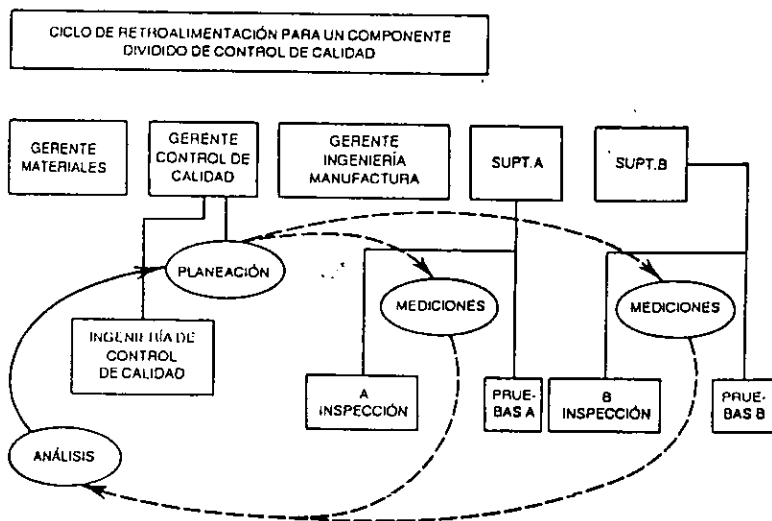 CICLO DE RETROALIMENTACIÓN PARA UN COMPONENTE
DIVIDIDO DE CONTROL DE CALIDAD
GERENTE
MATERIALES
GERENTE
CONTROL DE
CALIDAD
GERENTE
INGENIERÍA
MANUFACTURA
SUPT.A
SUPT.B
PLANEACIÓN
MEDICIONES
MEDICIONES
INGENIERÍA DE
CONTROL
DE CALIDAD
A
INSPECCIÓN
PRUE-
BAS A
B
INSPECCIÓN
PRUE-
BAS B
ANÁLISIS